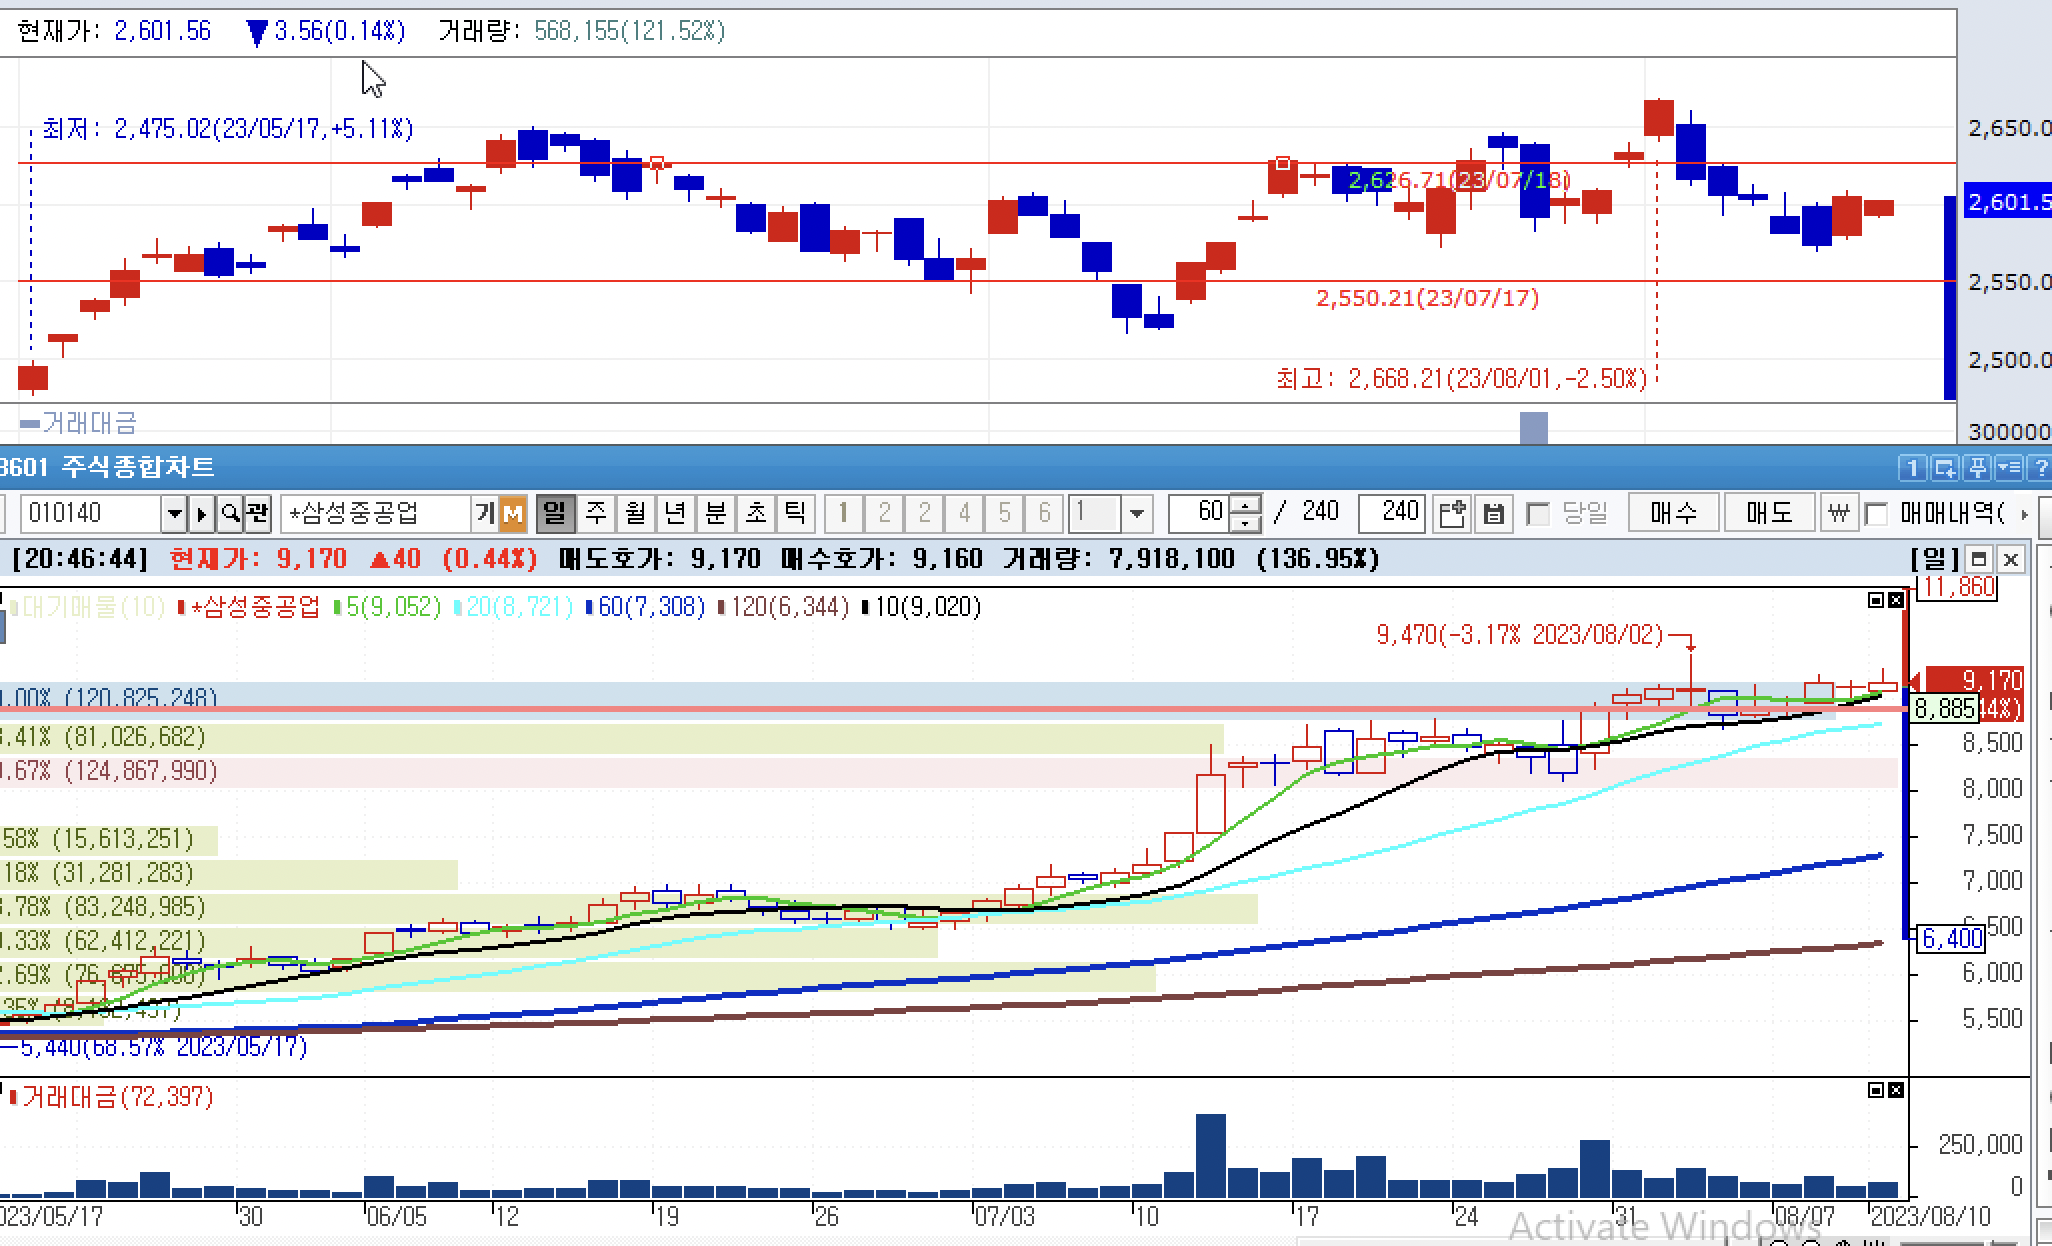 현재가: 2,601.56 ▼ 3.56(0.14%) 거래량: 568,155(121.52%)
최저: 2,475.02(23/05/17,+5.11%)
2,650.0
2,626.71(23/07/18)
2,601.5
2,550.0
2,550.21(23/07/17)
2,500.0
최고: 2,668.21(23/08/01,-2.50%)
거래대금
300000
8601 주식종합차트
1 ?
010140 관 *삼성중공업 기 M 일 주 월 년 분 초 틱 1 2 2 4 5 6 1 60 / 240 240 당일 매수 매도 ₩ 매매내역(
[20:46:44] 현재가: 9,170 ▲40 (0.44%) 매도호가: 9,170 매수호가: 9,160 거래량: 7,918,100 (136.95%) [일]
11,860
대기매물(10) *삼성중공업 5(9,052) 20(8,721) 60(7,308) 120(6,344) 10(9,020)
9,470(-3.17% 2023/08/02)
9,170
.00% (120,825,248)
8,885 44%)
.41% (81,026,682)
8,500
.67% (124,867,990)
8,000
58% (15,613,251)
7,500
18% (31,281,283)
7,000
.78% (83,248,985)
6,500
.33% (62,412,221)
6,400
.69% (76,675,600)
6,000
5,500
5,440(68.57% 2023/05/17)
거래대금(72,397)
250,000
0
023/05/17 30 06/05 12 19 26 07/03 10 17 24 31 08/07 2023/08/10
Activate Windows